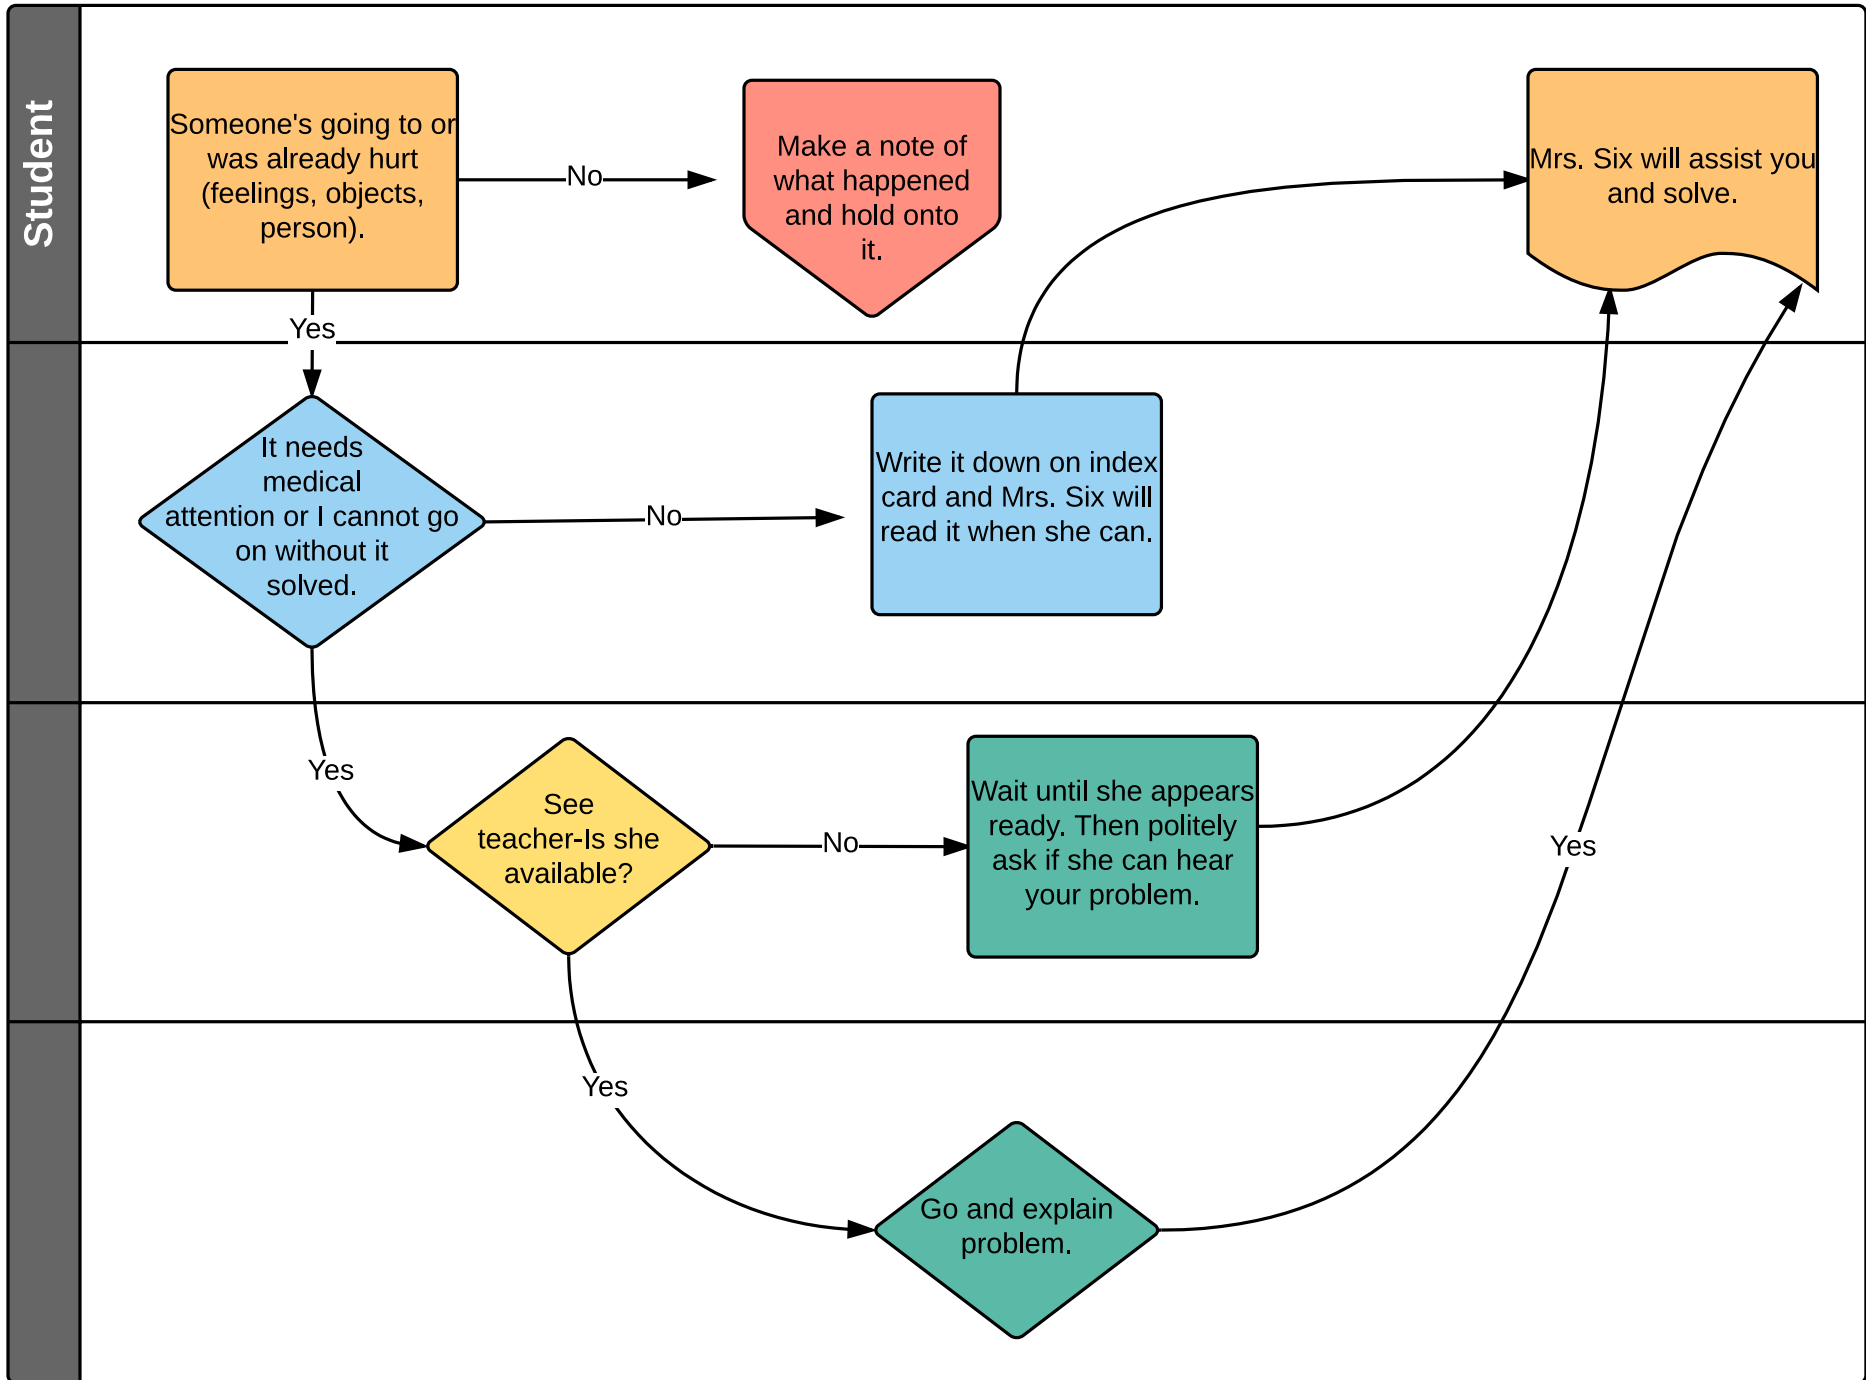 Student
Someone's going to or
was already hurt
(feelings, objects,
person).
No
Make a note of
what happened
and hold onto
it.
Mrs. Six will assist you
and solve.
Yes
It needs
medical
attention or I cannot go
on without it
solved.
No
Write it down on index
card and Mrs. Six will
read it when she can.
Yes
See
teacher-Is she
available?
No
Wait until she appears
ready. Then politely
ask if she can hear
your problem.
Yes
Yes
Go and explain
problem.